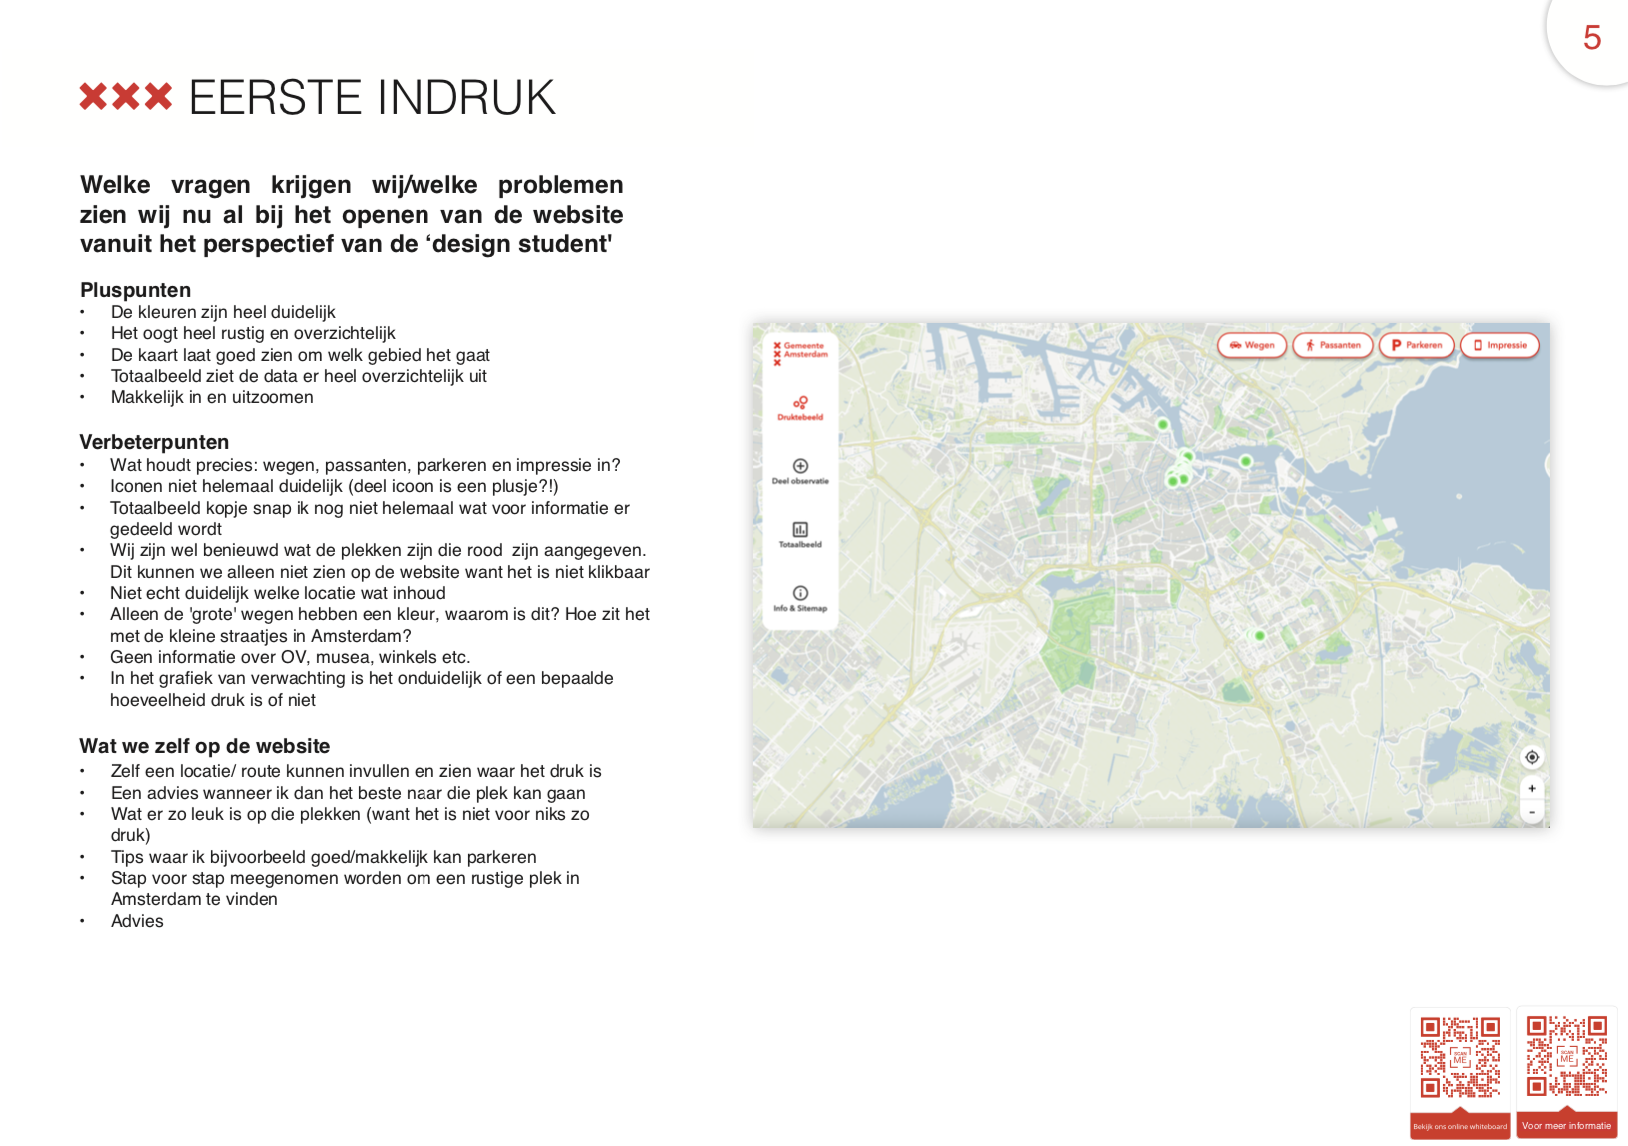 5
EERSTE INDRUK
Welke vragen krijgen wij/welke problemen
zien wij nu al bij het openen van de website
vanuit het perspectief van de ‘design student'
Pluspunten
• De kleuren zijn heel duidelijk
• Het oogt heel rustig en overzichtelijk
• De kaart laat goed zien om welk gebied het gaat
• Totaalbeeld ziet de data er heel overzichtelijk uit
• Makkelijk in en uitzoomen
Verbeterpunten
• Wat houdt precies: wegen, passanten, parkeren en impressie in?
• Iconen niet helemaal duidelijk (deel icoon is een plusje?!)
• Totaalbeeld kopje snap ik nog niet helemaal wat voor informatie er
gedeeld wordt
• Wij zijn wel benieuwd wat de plekken zijn die rood  zijn aangegeven.
Dit kunnen we alleen niet zien op de website want het is niet klikbaar
• Niet echt duidelijk welke locatie wat inhoud
• Alleen de 'grote' wegen hebben een kleur, waarom is dit? Hoe zit het
met de kleine straatjes in Amsterdam?
• Geen informatie over OV, musea, winkels etc.
• In het grafiek van verwachting is het onduidelijk of een bepaalde
hoeveelheid druk is of niet
Wat we zelf op de website
• Zelf een locatie/ route kunnen invullen en zien waar het druk is
• Een advies wanneer ik dan het beste naar die plek kan gaan
• Wat er zo leuk is op die plekken (want het is niet voor niks zo
druk)
• Tips waar ik bijvoorbeeld goed/makkelijk kan parkeren
• Stap voor stap meegenomen worden om een rustige plek in
Amsterdam te vinden
• Advies
Gemeente
Amsterdam
Druktebeeld
Deel observatie
Totaalbeeld
Info & Sitemap
Wegen
Passanten
P Parkeren
Impressie
+
-
SCAN
ME
Bekijk ons online whiteboard
SCAN
ME
Voor meer informatie